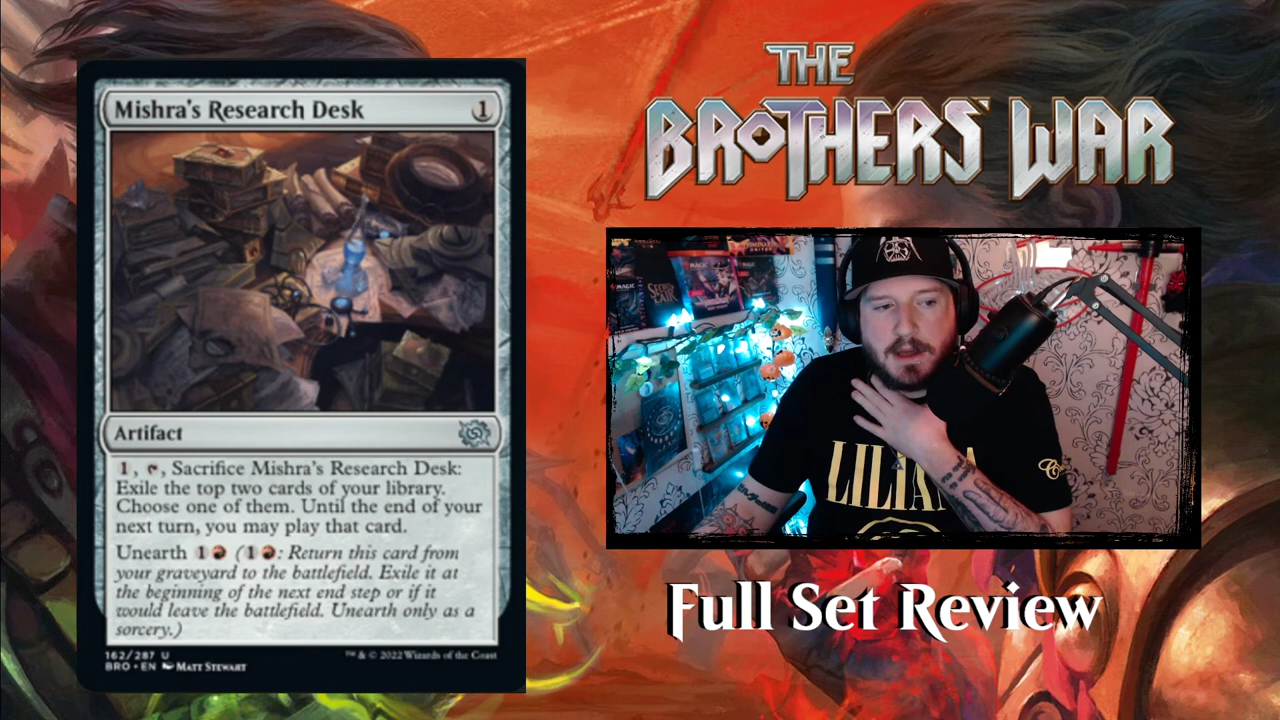 Mishra's Research Desk 1
Artifact
1, , Sacrifice Mishra's Research Desk:
Exile the top two cards of your library.
Choose one of them. Until the end of your
next turn, you may play that card.
Unearth 1 (1: Return this card from
your graveyard to the battlefield. Exile it at
the beginning of the next end step or if it
would leave the battlefield. Unearth only as a
sorcery.)
162/287 U
BRO • EN MATT STEWART
™ & © 2022 Wizards of the Coast
THE
BROTHERS' WAR
MAGIC
SECRET
LAIR
MAGIC
LILIANA
Full Set Review